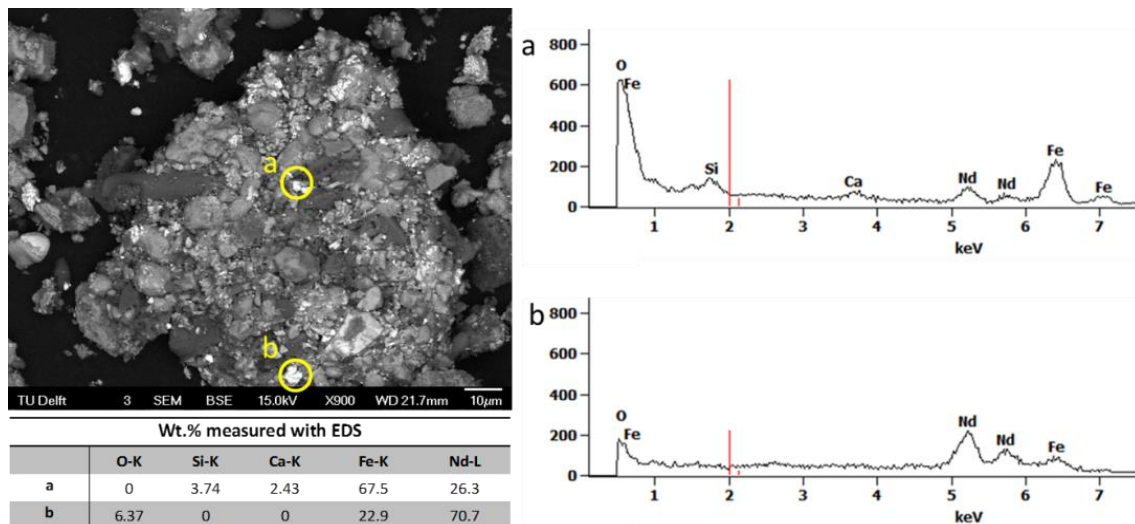 a
b
TU Delft 3 SEM BSE 15.0kV X900 WD 21.7mm 10µm
Wt.% measured with EDS
O-K Si-K Ca-K Fe-K Nd-L
a 0 3.74 2.43 67.5 26.3
b 6.37 0 0 22.9 70.7
a
800
600
400
200
0
O
Fe
Si
Ca
Nd
Nd
Fe
Fe
1 2 3 4 5 6 7
keV keV
b
800
600
400
200
0
O
Fe
Nd
Nd
Fe
1 2 3 4 5 6 7
keV keV